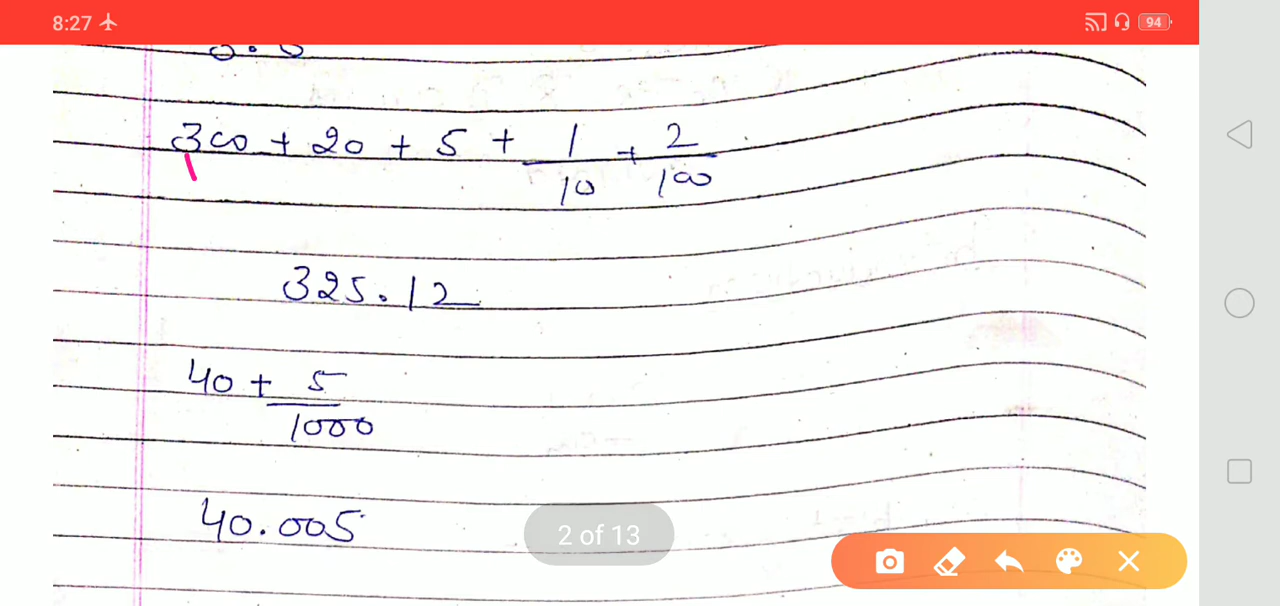 8:27
94
300 + 20 + 5 + 1/10 + 2/100
325.12
40 + 5/1000
40.005
2 of 13